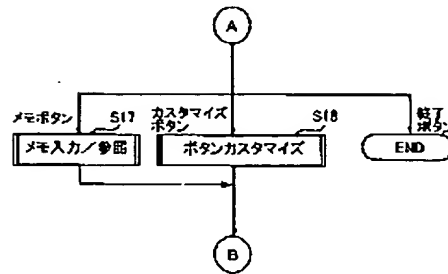 A
メモボタン
S17
カスタマイズ
ボタン
S18
終了
ボタン
メモ入力/参照
ボタンカスタマイズ
END
B